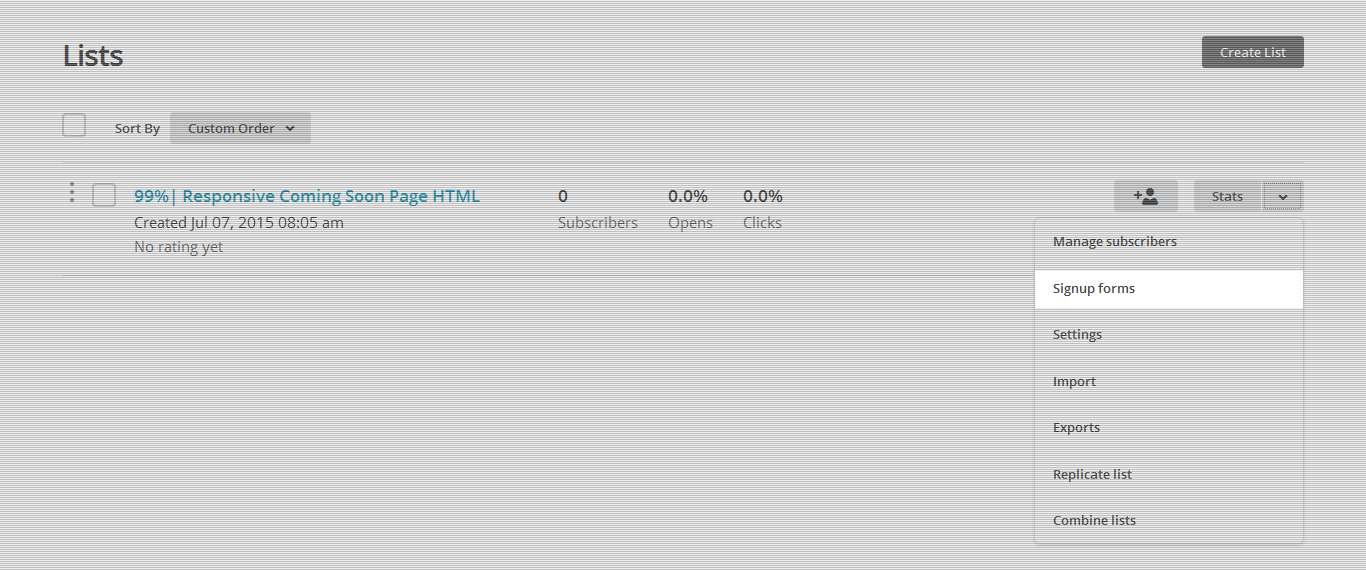 Lists
Create List
Sort By Custom Order
99%| Responsive Coming Soon Page HTML 0 0.0% 0.0% Stats
Created Jul 07, 2015 08:05 am Subscribers Opens Clicks
No rating yet
Manage subscribers
Signup forms
Settings
Import
Exports
Replicate list
Combine lists